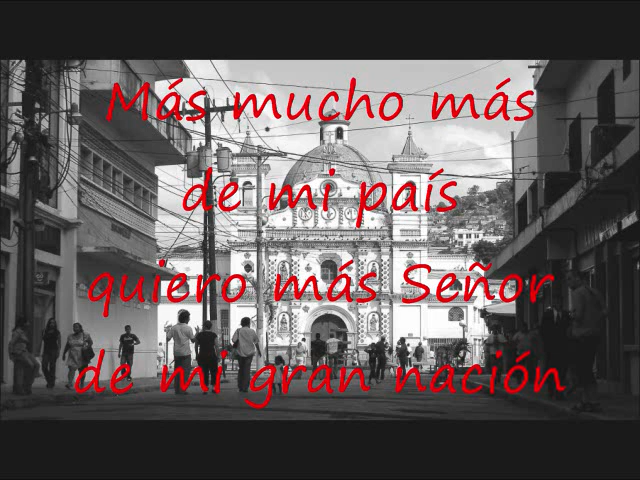 Más mucho más
de mi país
quiero más Señor
de mi gran nación